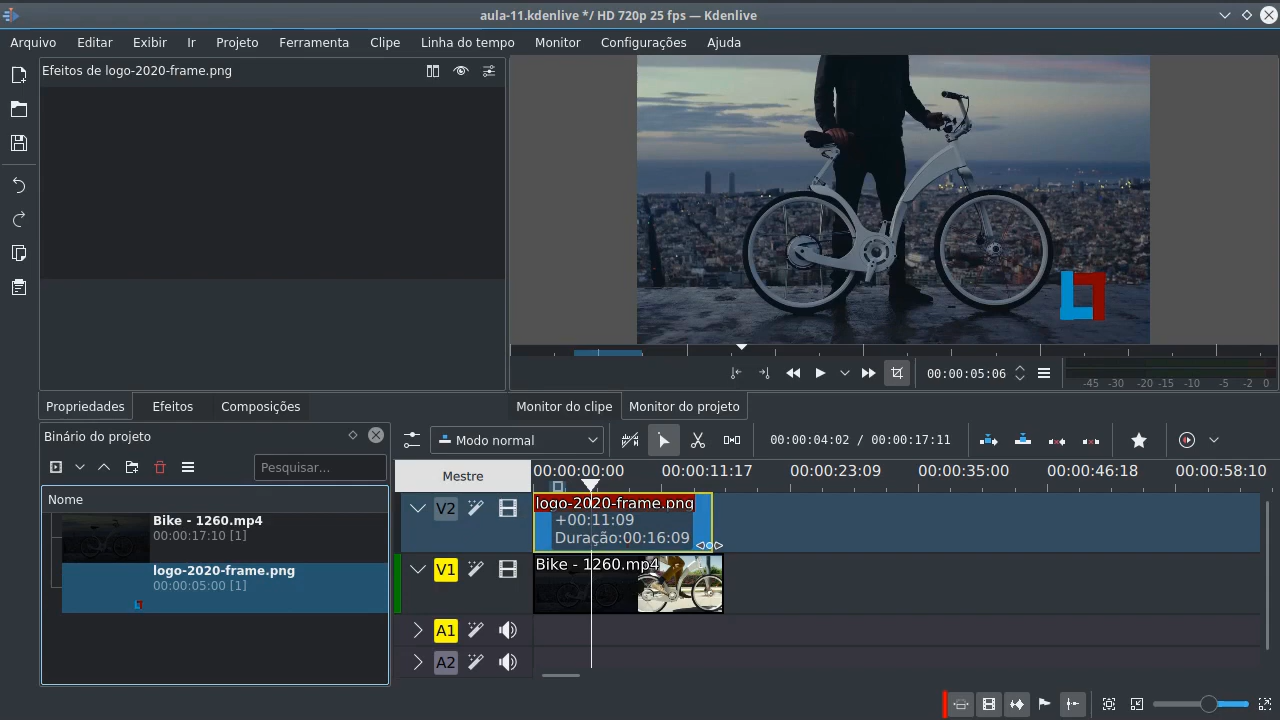 aula-11.kdenlive */ HD 720p 25 fps — Kdenlive
Arquivo Editar Exibir Ir Projeto Ferramenta Clipe Linha do tempo Monitor Configurações Ajuda
Efeitos de logo-2020-frame.png
00:00:05:06
-45 -30 -20 -15 -10 -5 -2 0
Propriedades Efeitos Composições
Monitor do clipe Monitor do projeto
Binário do projeto
Modo normal
00:00:04:02 / 00:00:17:11
Pesquisar...
Mestre
00:00:00:00 00:00:11:17 00:00:23:09 00:00:35:00 00:00:46:18 00:00:58:10
Nome
Bike - 1260.mp4
00:00:17:10 [1]
logo-2020-frame.png
00:00:05:00 [1]
V2
logo-2020-frame.png
+00:11:09
Duração:00:16:09
V1
Bike - 1260.mp4
A1
A2